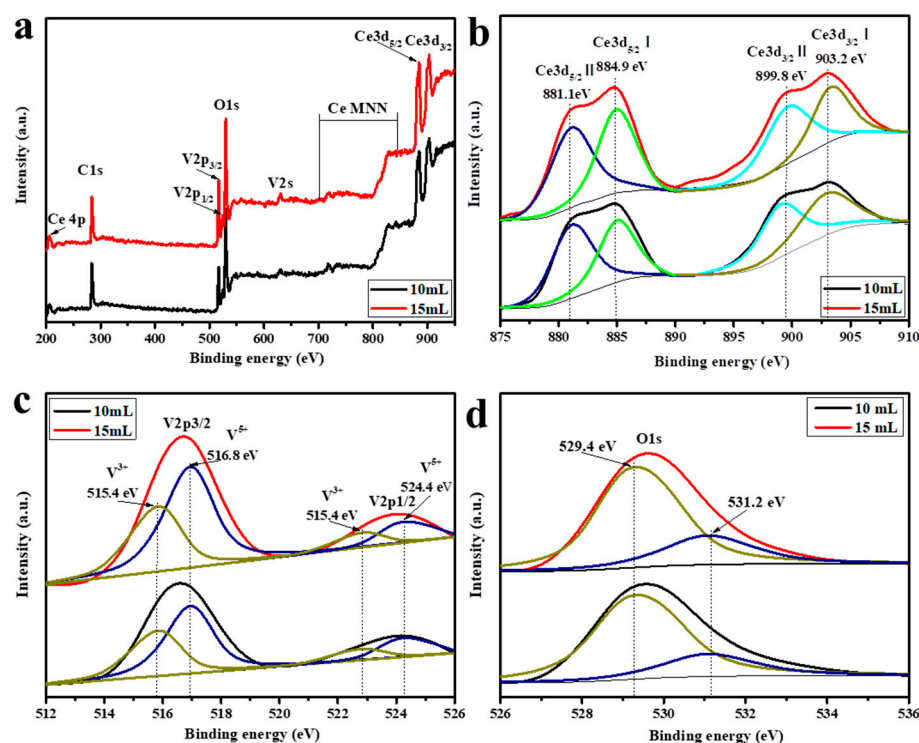 a
Ce3d5/2 Ce3d3/2
O1s
Ce MNN
V2p3/2
C1s
V2p1/2
V2s
Ce 4p
10mL
15mL
200 300 400 500 600 700 800 900
Binding energy (eV)
Intensity (a.u.)
b
Ce3d5/2 I
884.9 eV
Ce3d5/2 II
881.1eV
Ce3d3/2 I
903.2 eV
Ce3d3/2 II
899.8 eV
10mL
15mL
875 880 885 890 895 900 905 910
Binding energy (eV)
Intensity (a.u.)
c
10mL
15mL
V2p3/2
V5+
516.8 eV
V3+
515.4 eV
V5+
524.4 eV
V3+
515.4 eV
V2p1/2
512 514 516 518 520 522 524 526
Binding energy (eV)
Intensity (a.u.)
d
10 mL
15 mL
O1s
529.4 eV
531.2 eV
526 528 530 532 534 536
Binding energy (eV)
Intensity (a.u.)